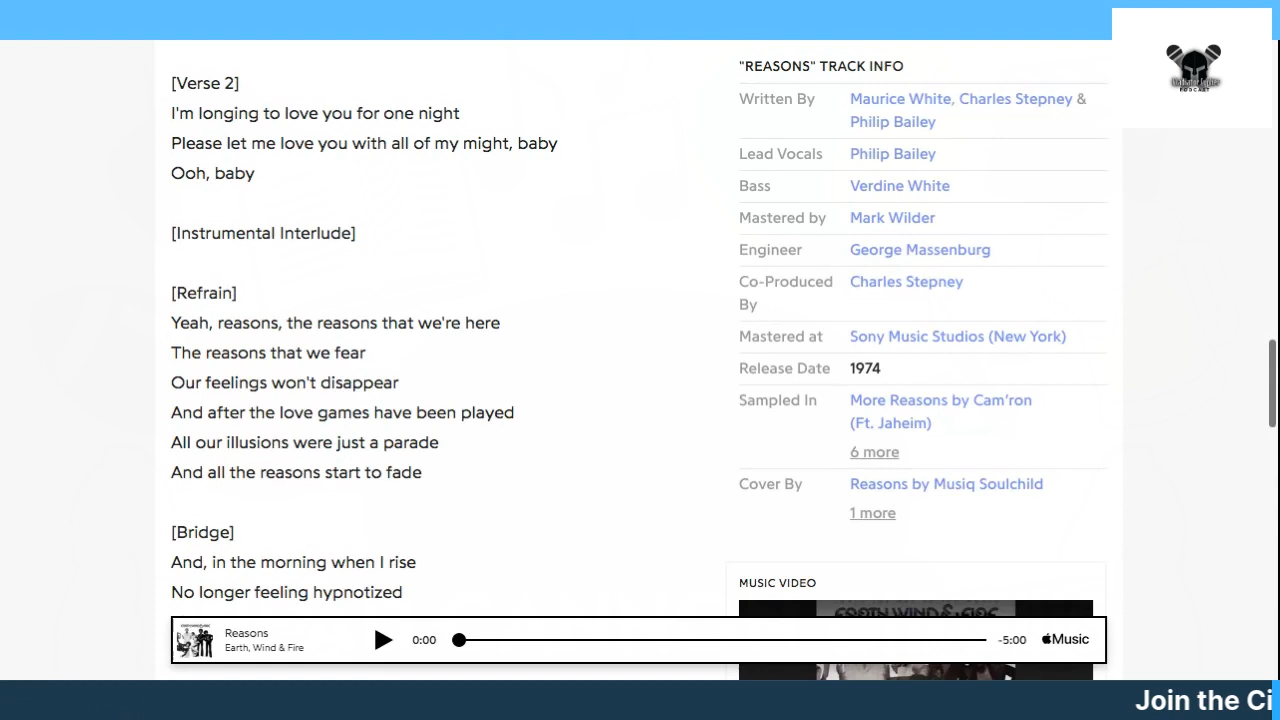 [Verse 2]
I'm longing to love you for one night
Please let me love you with all of my might, baby
Ooh, baby
[Instrumental Interlude]
[Refrain]
Yeah, reasons, the reasons that we're here
The reasons that we fear
Our feelings won't disappear
And after the love games have been played
All our illusions were just a parade
And all the reasons start to fade
[Bridge]
And, in the morning when I rise
No longer feeling hypnotized
"REASONS" TRACK INFO
Written By Maurice White, Charles Stepney &
Philip Bailey
Lead Vocals Philip Bailey
Bass Verdine White
Mastered by Mark Wilder
Engineer George Massenburg
Co-Produced Charles Stepney
By
Mastered at Sony Music Studios (New York)
Release Date 1974
Sampled In More Reasons by Cam'ron
(Ft. Jaheim)
6 more
Cover By Reasons by Musiq Soulchild
1 more
MUSIC VIDEO
EARTH, WIND & FIRE
Reasons
Earth, Wind & Fire
0:00
-5:00
Music
PODCAST
Join the Ci